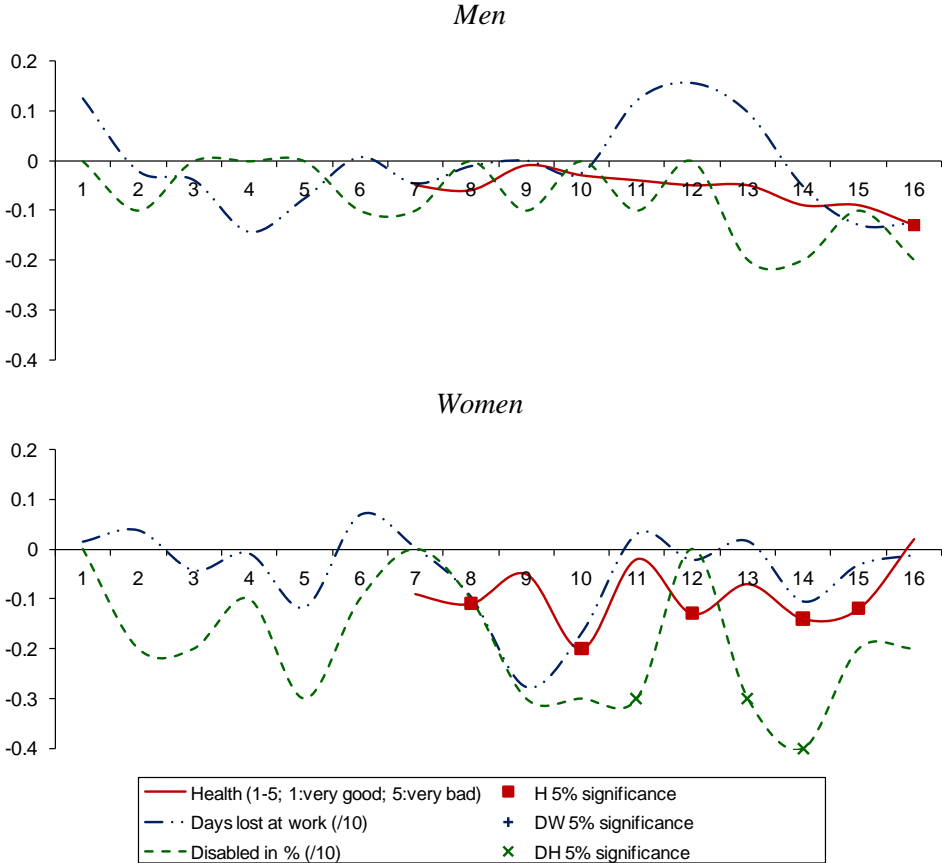 Men
0.2
0.1
0
1 2 3 4 5 6 7 8 9 10 11 12 13 14 15 16
-0.1
-0.2
-0.3
-0.4
Women
0.2
0.1
0
1 2 3 4 5 6 7 8 9 10 11 12 13 14 15 16
-0.1
-0.2
-0.3
-0.4
Health (1-5; 1:very good; 5:very bad) H 5% significance
Days lost at work (/10) DW 5% significance
Disabled in % (/10) DH 5% significance